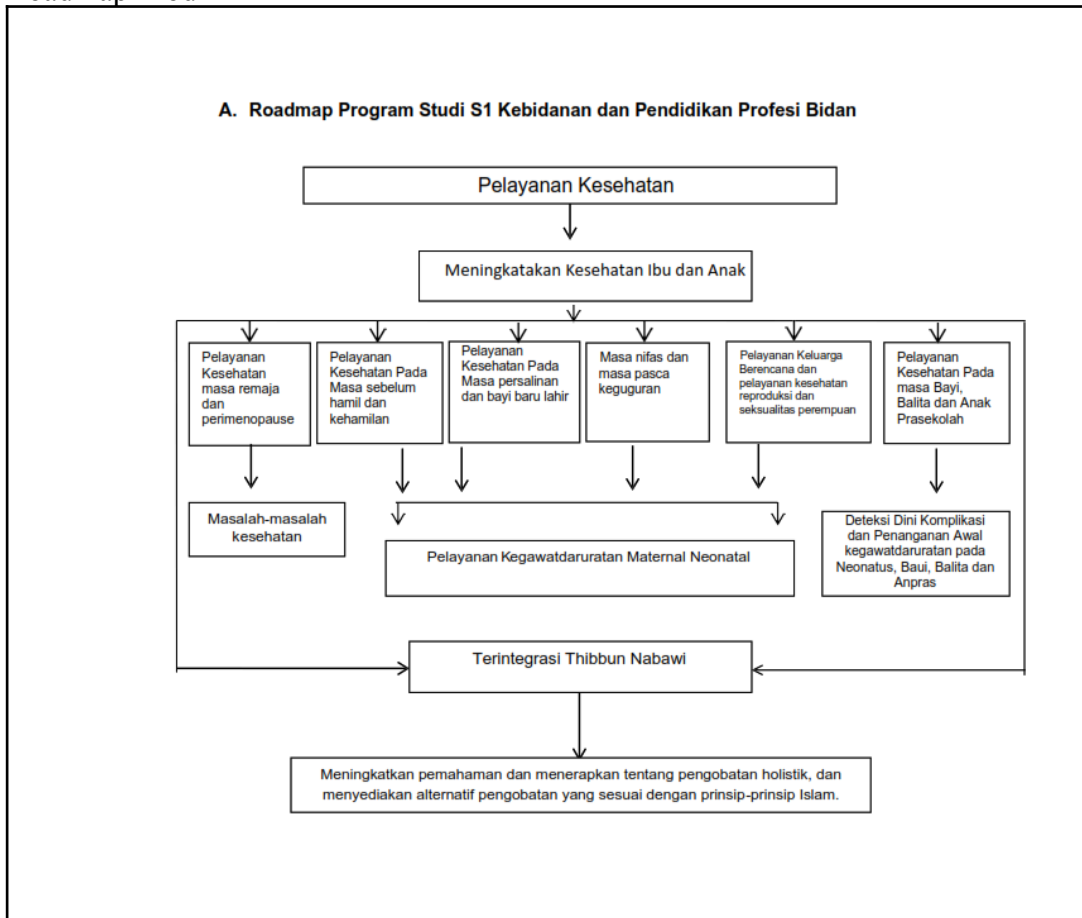 A. Roadmap Program Studi S1 Kebidanan dan Pendidikan Profesi Bidan
Pelayanan Kesehatan
Meningkatakan Kesehatan Ibu dan Anak
Pelayanan
Kesehatan
masa remaja
dan
perimenopause
Pelayanan
Kesehatan Pada
Masa sebelum
hamil dan
kehamilan
Pelayanan
Kesehatan Pada
Masa persalinan
dan bayi baru lahir
Masa nifas dan
masa pasca
keguguran
Pelayanan Keluarga
Berencana dan
pelayanan kesehatan
reproduksi dan
seksualitas perempuan
Pelayanan
Kesehatan Pada
masa Bayi,
Balita dan Anak
Prasekolah
Masalah-masalah
kesehatan
Pelayanan Kegawatdaruratan Maternal Neonatal
Deteksi Dini Komplikasi
dan Penanganan Awal
kegawatdaruratan pada
Neonatus, Baui, Balita dan
Anpras
Terintegrasi Thibbun Nabawi
Meningkatkan pemahaman dan menerapkan tentang pengobatan holistik, dan
menyediakan alternatif pengobatan yang sesuai dengan prinsip-prinsip Islam.